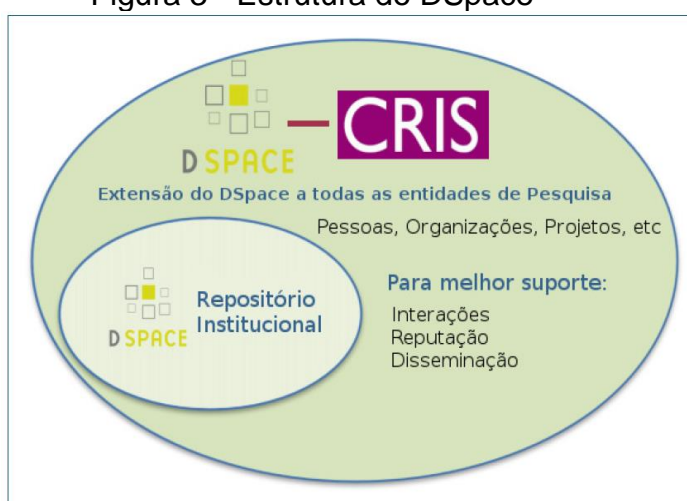 Figura - Estrutura do DSpace
DSPACE
CRIS
Extensão do DSpace a todas as entidades de Pesquisa
Pessoas, Organizações, Projetos, etc
DSPACE
Repositório
Institucional
Para melhor suporte:
Interações
Reputação
Disseminação